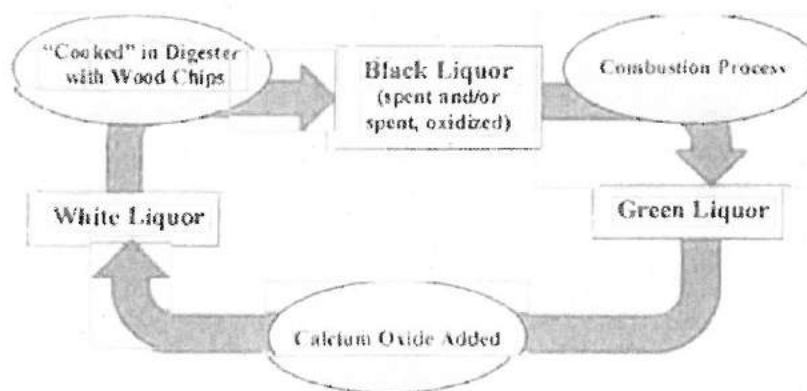 “Cooked” in Digester
with Wood Chips
Black Liquor
(spent and/or
spent, oxidized)
Combustion Process
White Liquor
Green Liquor
Calcium Oxide Added